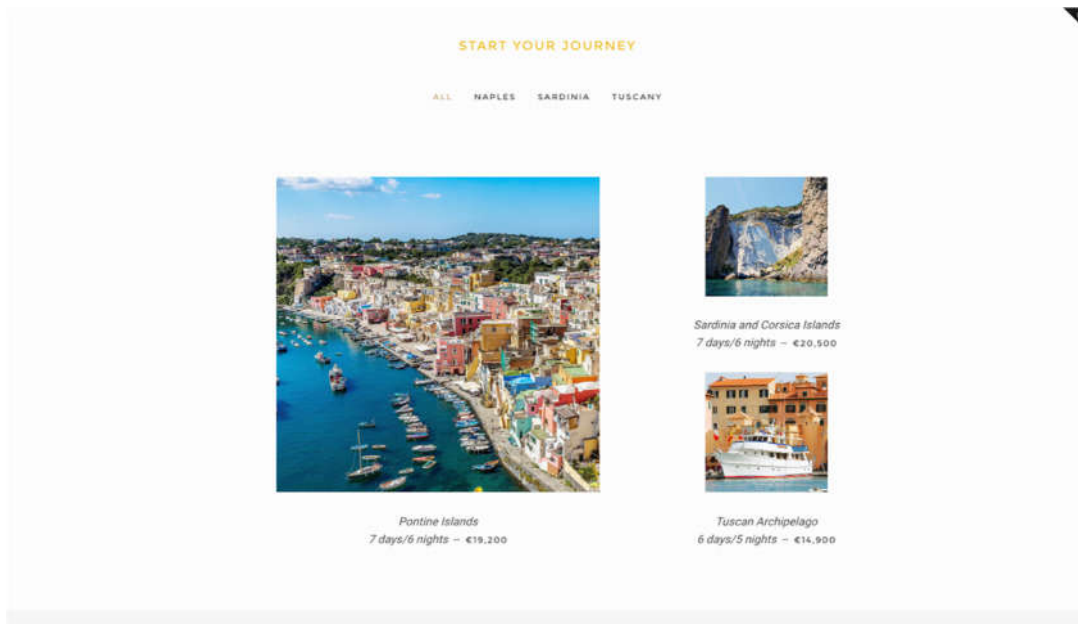 START YOUR JOURNEY
ALL NAPLES SARDINIA TUSCANY
Sardinia and Corsica Islands
7 days/6 nights – €20,500
Pontine Islands
7 days/6 nights – €19,200
Tuscan Archipelago
6 days/5 nights – €14,900